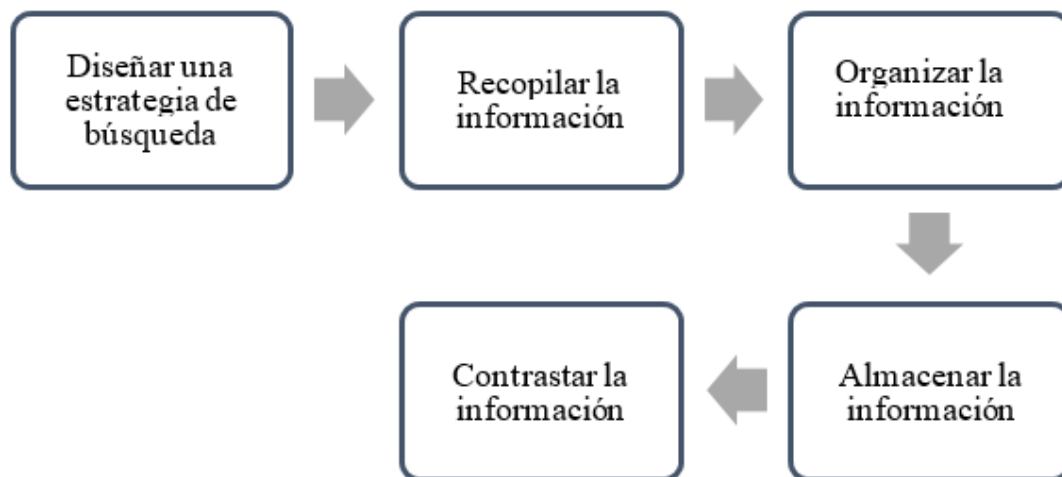 Diseñar una
estrategia de
búsqueda
Recopilar la
información
Organizar la
información
Almacenar la
información
Contrastar la
información